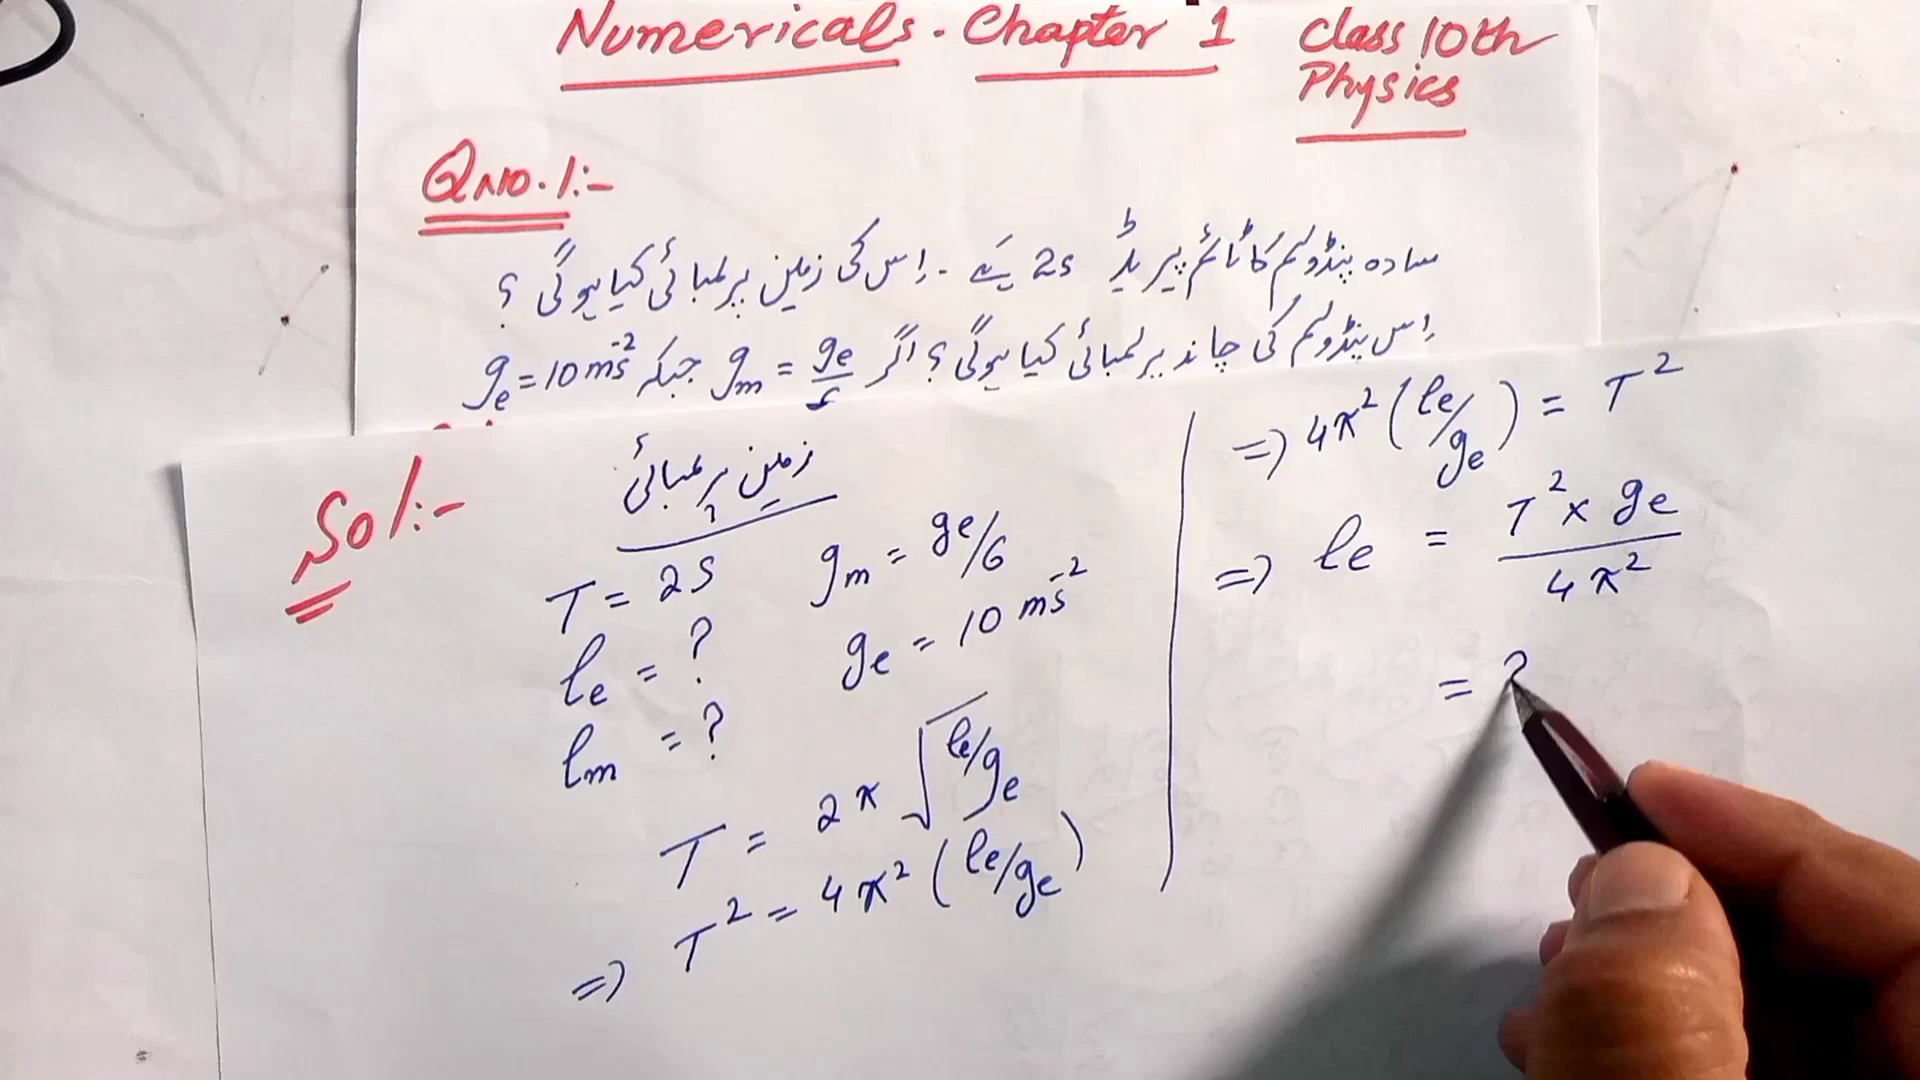 Numericals. Chapter 1 Class 10th Physics
Q.NO.1:-
سادہ پنڈولم کا ٹائم پیریڈ 2s ہے۔ اِس کی زمین پر لمبائی کیا ہوگی؟
اِس پنڈولم کی چاند پر لمبائی کیا ہوگی؟ اگر gm = ge/6 جبکہ ge = 10 ms⁻²
Sol:-
زمین پر لمبائی
T = 2S gm = ge/6
le = ? ge = 10 ms⁻²
lm = ?
T = 2π √le/ge
=> T² = 4π² (le/ge)
=> 4π² (le/ge) = T²
=> le = T² x ge / 4π²
=